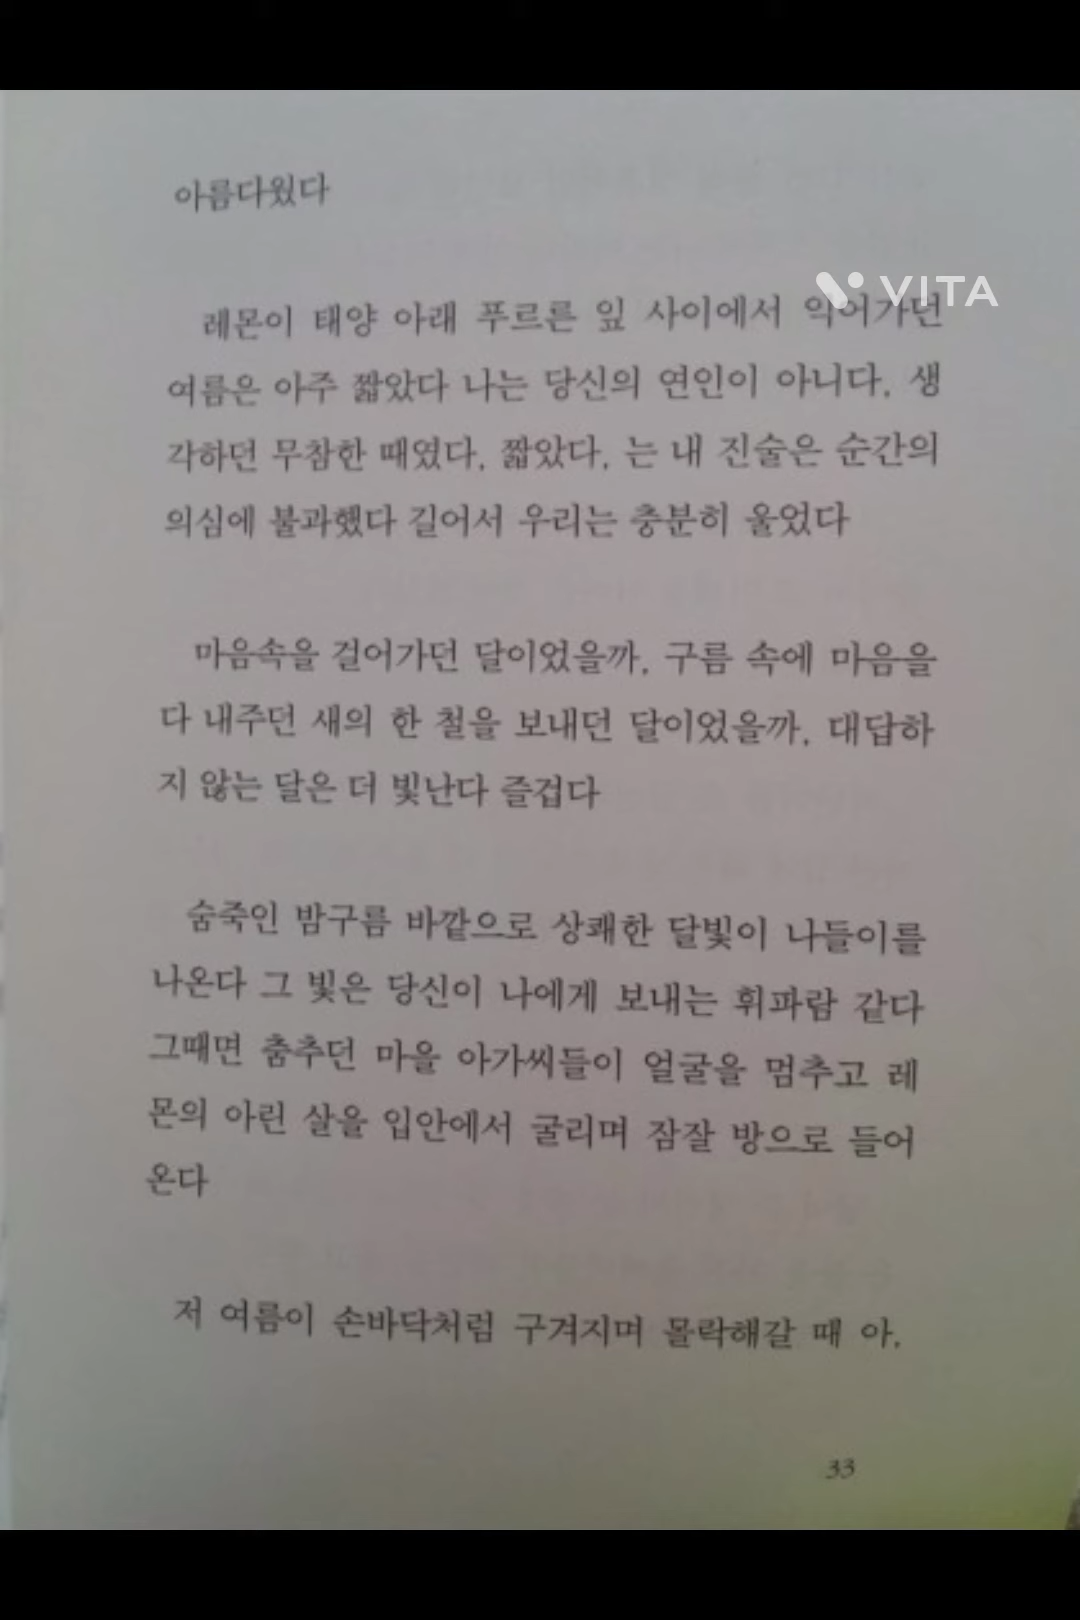 아름다웠다
VITA
레몬이 태양 아래 푸르른 잎 사이에서 익어가던
여름은 아주 짧았다 나는 당신의 연인이 아니다, 생
각하던 무참한 때였다, 짧았다, 는 내 진술은 순간의
의심에 불과했다 길어서 우리는 충분히 울었다
마음속을 걸어가던 달이었을까, 구름 속에 마음을
다 내주던 새의 한 철을 보내던 달이었을까, 대답하
지 않는 달은 더 빛난다 즐겁다
숨죽인 밤구름 바깥으로 상쾌한 달빛이 나들이를
나온다 그 빛은 당신이 나에게 보내는 휘파람 같다
그때면 춤추던 마을 아가씨들이 얼굴을 멈추고 레
몬의 아린 살을 입안에서 굴리며 잠잘 방으로 들어
온다
저 여름이 손바닥처럼 구겨지며 몰락해갈 때 아,
33